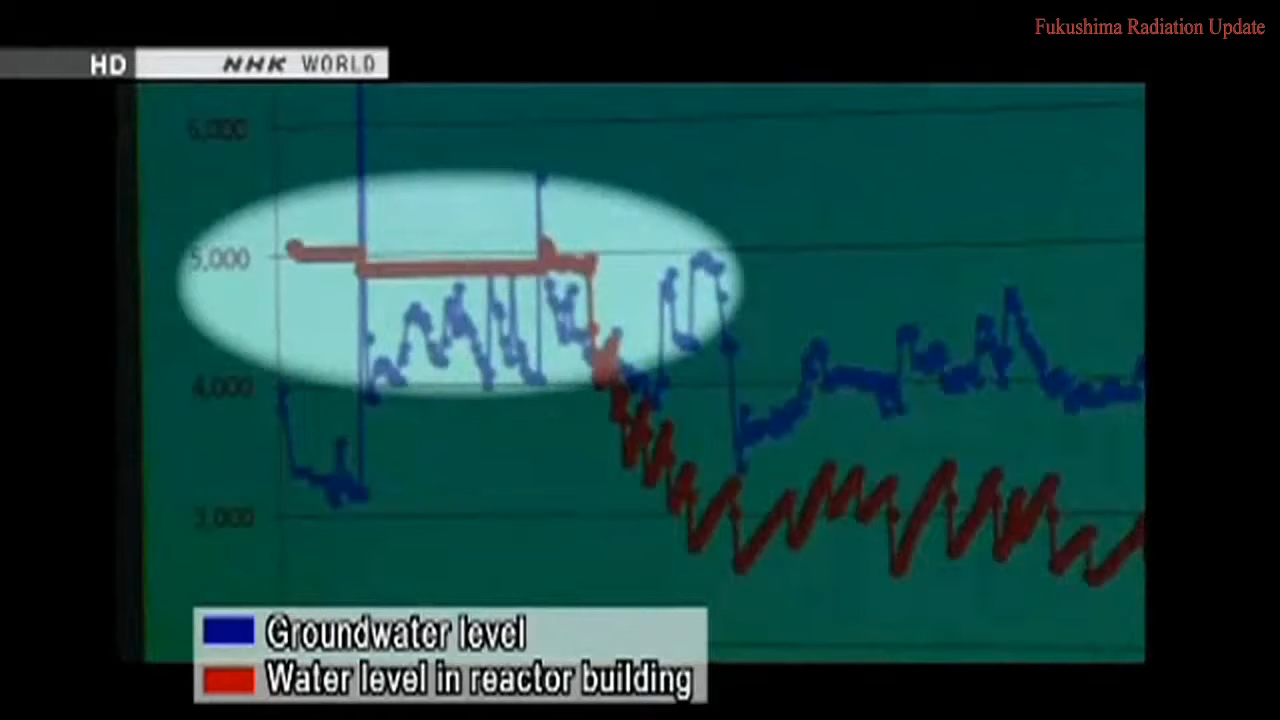 Fukushima Radiation Update
HD NHK WORLD
6,000
5,000
4,000
3,000
Groundwater level
Water level in reactor building